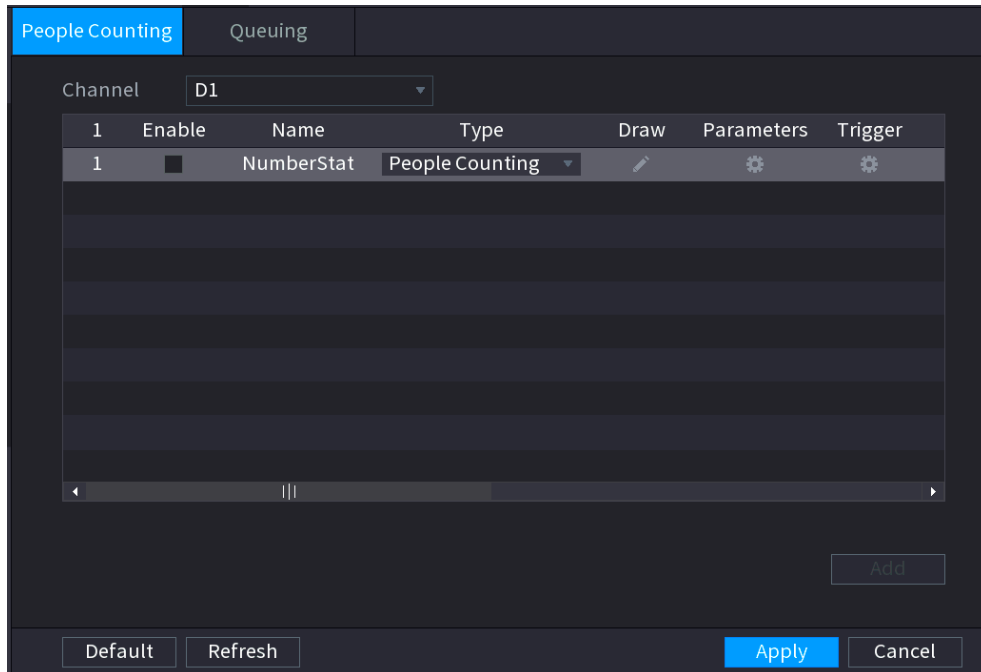 People Counting Queuing
Channel D1
1 Enable Name Type Draw Parameters Trigger
1 NumberStat People Counting
Add
Default Refresh Apply Cancel